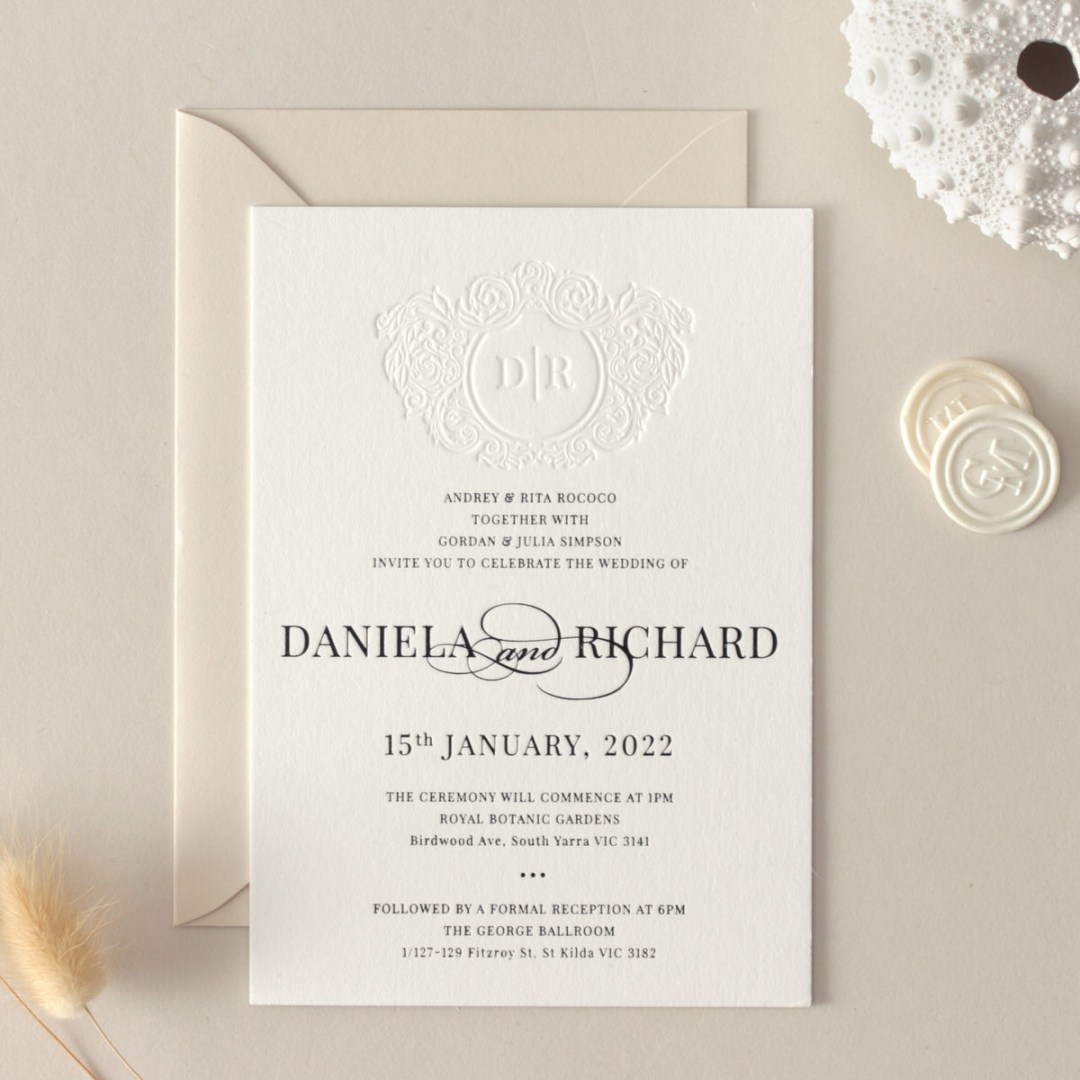 D|R
ANDREY & RITA ROCOCO
TOGETHER WITH
GORDAN & JULIA SIMPSON
INVITE YOU TO CELEBRATE THE WEDDING OF
DANIELA and RICHARD
15th JANUARY, 2022
THE CEREMONY WILL COMMENCE AT 1PM
ROYAL BOTANIC GARDENS
Birdwood Ave, South Yarra VIC 3141
•••
FOLLOWED BY A FORMAL RECEPTION AT 6PM
THE GEORGE BALLROOM
1/127-129 Fitzroy St, St Kilda VIC 3182
GM